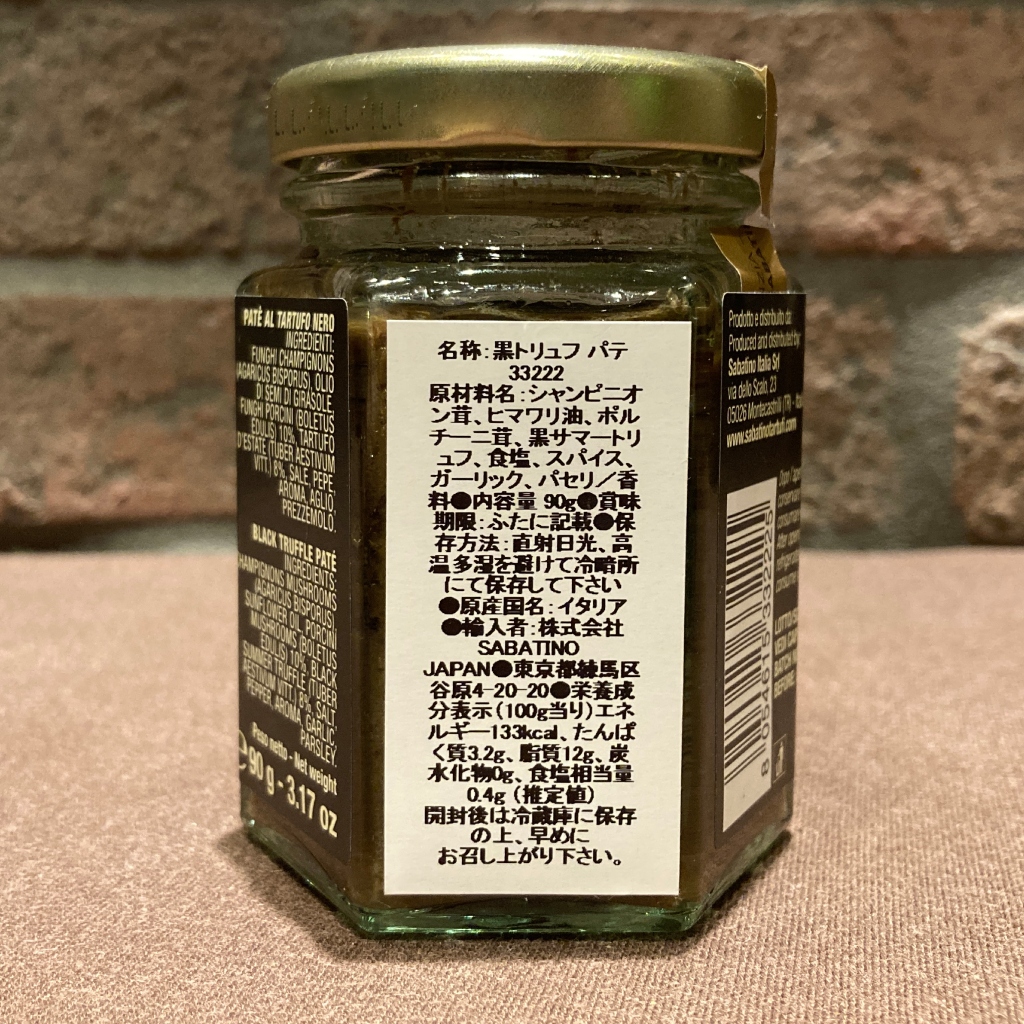 PATÉ AL TARTUFO NERO
INGREDIENTI:
FUNGHI CHAMPIGNONS
(AGARICUS BISPORUS), OLIO
DI SEMI DI GIRASOLE,
FUNGHI PORCINI (BOLETUS
EDULIS) 10%, TARTUFO
D'ESTATE (TUBER AESTIVUM
VITT.) 8%, SALE, PEPE,
AROMA, AGLIO,
PREZZEMOLO.
BLACK TRUFFLE PATÉ
INGREDIENTS:
MUSHROOMS
(AGARICUS BISPORUS)
SUNFLOWER OIL, PORCINI
MUSHROOMS (BOLETUS
EDULIS) 10%, BLACK
SUMMER TRUFFLE (TUBER
AESTIVUM VITT.) 8%, SALT,
PEPPER, AROMA, GARLIC,
PARSLEY.
Peso netto - Net weight
90 g - 3.17 oz
名称:黒トリュフ パテ
33222
原材料名:シャンピニオ
ン茸、ヒマワリ油、ポル
チーニ茸、黒サマートリ
ュフ、食塩、スパイス、
ガーリック、パセリ／香
料●内容量 90g●賞味
期限:ふたに記載●保
存方法:直射日光、高
温多湿を避けて冷暗所
にて保存して下さい
●原産国名:イタリア
●輸入者:株式会社
SABATINO
JAPAN●東京都練馬区
谷原4-20-20●栄養成
分表示(100g当り)エネ
ルギー133kcal、たんぱ
く質3.2g、脂質12g、炭
水化物0g、食塩相当量
0.4g(推定値)
開封後は冷蔵庫に保存
の上、早めに
お召し上がり下さい。
Prodotto e distribuito da:
Produced and distributed by:
Sabatino Italia Srl
via dello Scalo, 23
05026 Montecastrilli (TR) -
www.sabatinotartufi.com
8 054615 332225